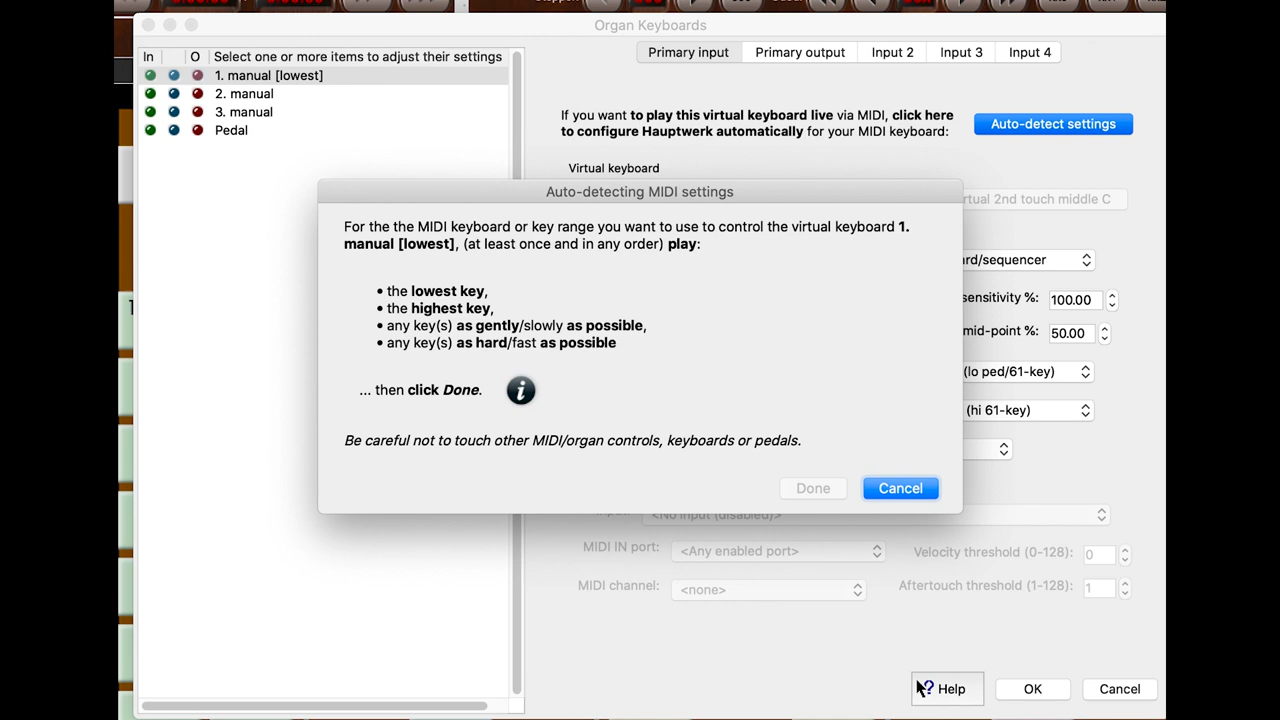 Organ Keyboards
In O Select one or more items to adjust their settings
1. manual [lowest]
2. manual
3. manual
Pedal
Primary input Primary output Input 2 Input 3 Input 4
If you want to play this virtual keyboard live via MIDI, click here
to configure Hauptwerk automatically for your MIDI keyboard:
Auto-detect settings
Virtual keyboard
rtual 2nd touch middle C
rd/sequencer
sensitivity %: 100.00
mid-point %: 50.00
(lo ped/61-key)
(hi 61-key)
Auto-detecting MIDI settings
For the the MIDI keyboard or key range you want to use to control the virtual keyboard 1.
manual [lowest], (at least once and in any order) play:
• the lowest key,
• the highest key,
• any key(s) as gently/slowly as possible,
• any key(s) as hard/fast as possible
... then click Done.
Be careful not to touch other MIDI/organ controls, keyboards or pedals.
Done Cancel
<No input (disabled)>
MIDI IN port: <Any enabled port> Velocity threshold (0-128): 0
MIDI channel: <none> Aftertouch threshold (1-128): 1
Help OK Cancel